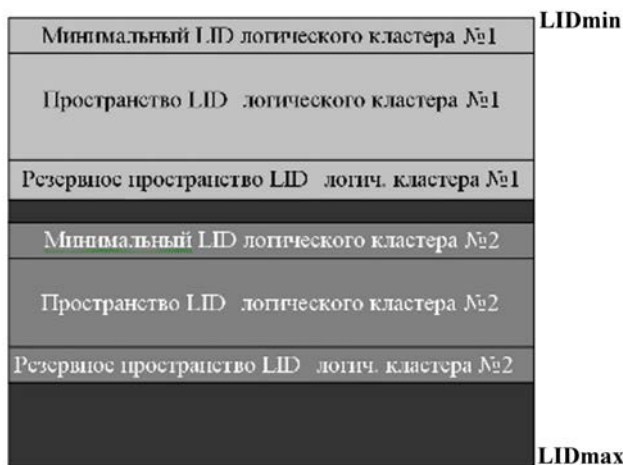 LIDmin
Минимальный LID логического кластера №1
Пространство LID логического кластера №1
Резервное пространство LID логич. кластера №1
Минимальный LID логического кластера №2
Пространство LID логического кластера №2
Резервное пространство LID логич. кластера №2
LIDmax